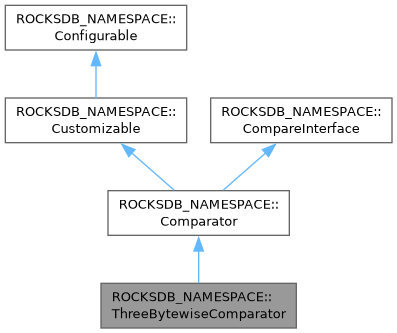 ROCKSDB_NAMESPACE::
Configurable
ROCKSDB_NAMESPACE::
Customizable
ROCKSDB_NAMESPACE::
CompareInterface
ROCKSDB_NAMESPACE::
Comparator
ROCKSDB_NAMESPACE::
ThreeBytewiseComparator